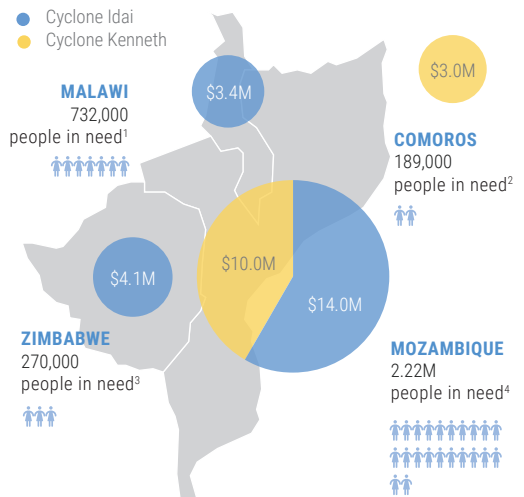 Cyclone Idai
Cyclone Kenneth
MALAWI
732,000
people in need¹
$3.4M
$3.0M
COMOROS
189,000
people in need²
$10.0M
$4.1M
$14.0M
ZIMBABWE
270,000
people in need³
MOZAMBIQUE
2.22M
people in need⁴